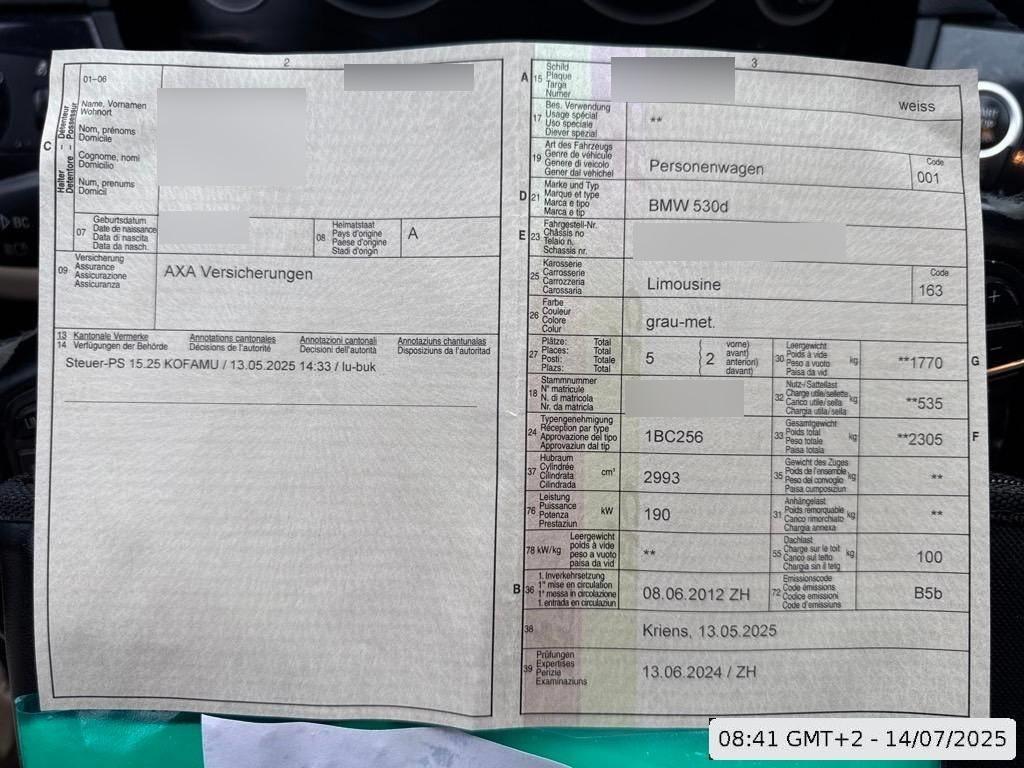 2
01–06
C
Halter – Détenteur
Detentore – Possessur
Name, Vornamen
Wohnort
Nom, prénoms
Domicile
Cognome, nomi
Domicilio
Num, prenums
Domicil
07
Geburtsdatum
Date de naissance
Data di nascita
Data da nasch.
08
Heimatstaat
Pays d'origine
Paese d'origine
Stadi d'origin
A
09
Versicherung
Assurance
Assicurazione
Assicuranza
AXA Versicherungen
13 Kantonale Vermerke Annotations cantonales Annotazioni cantonali Annotaziuns chantunalas
14 Verfügungen der Behörde Décisions de l'autorité Decisioni dell'autorità Disposiziuns da l'autoritad
Steuer-PS 15.25 KOFAMU / 13.05.2025 14:33 / lu-buk
3
A 15
Schild
Plaque
Targa
Numer
weiss
17
Bes. Verwendung
Usage spécial
Uso speciale
Diever spezial
**
19
Art des Fahrzeugs
Genre de véhicule
Genere di veicolo
Gener dal vehichel
Personenwagen
Code
001
D 21
Marke und Typ
Marque et type
Marca e tipo
Marca e tip
BMW 530d
E 23
Fahrgestell-Nr.
Châssis no
Telaio n.
Schassis nr.
25
Karosserie
Carrosserie
Carrozzeria
Carossaria
Limousine
Code
163
26
Farbe
Couleur
Colore
Colur
grau-met.
27
Plätze: Total
Places: Total
Posti: Totale
Plazs: Total
5
2
vorne)
avant)
anteriori)
davant)
30
Leergewicht
Poids à vide
Peso a vuoto
Paisa da vid
kg
**1770
G
18
Stammnummer
N° matricule
N. di matricola
Nr. da matricla
32
Nutz-/Sattellast
Charge utile/sellette
Carico utile/sella
Chargia utila/sella
kg
**535
24
Typengenehmigung
Réception par type
Approvazione del tipo
Approvaziun dal tip
1BC256
33
Gesamtgewicht
Poids total
Peso totale
Paisa totala
kg
**2305
F
37
Hubraum
Cylindrée
Cilindrata
Cilindrada
cm³
2993
35
Gewicht des Zuges
Poids de l'ensemble
Peso del convoglio
Paisa cumposiziun
kg
**
76
Leistung
Puissance
Potenza
Prestaziun
kW
190
31
Anhängelast
Poids remorquable
Carico rimorchiato
Chargia annexa
kg
**
78 kW/kg
Leergewicht
poids à vide
peso a vuoto
paisa da vid
**
55
Dachlast
Charge sur le toit
Carico sul tetto
Chargia sin il tetg
kg
100
B 36
1. Inverkehrsetzung
1re mise en circulation
1a messa in circolazione
1. entrada en circulaziun
08.06.2012 ZH
72
Emissionscode
Code émissions
Codice emissioni
Code d'emissiuns
B5b
38
Kriens, 13.05.2025
39
Prüfungen
Expertises
Perizie
Examinaziuns
13.06.2024 / ZH
08:41 GMT+2 - 14/07/2025